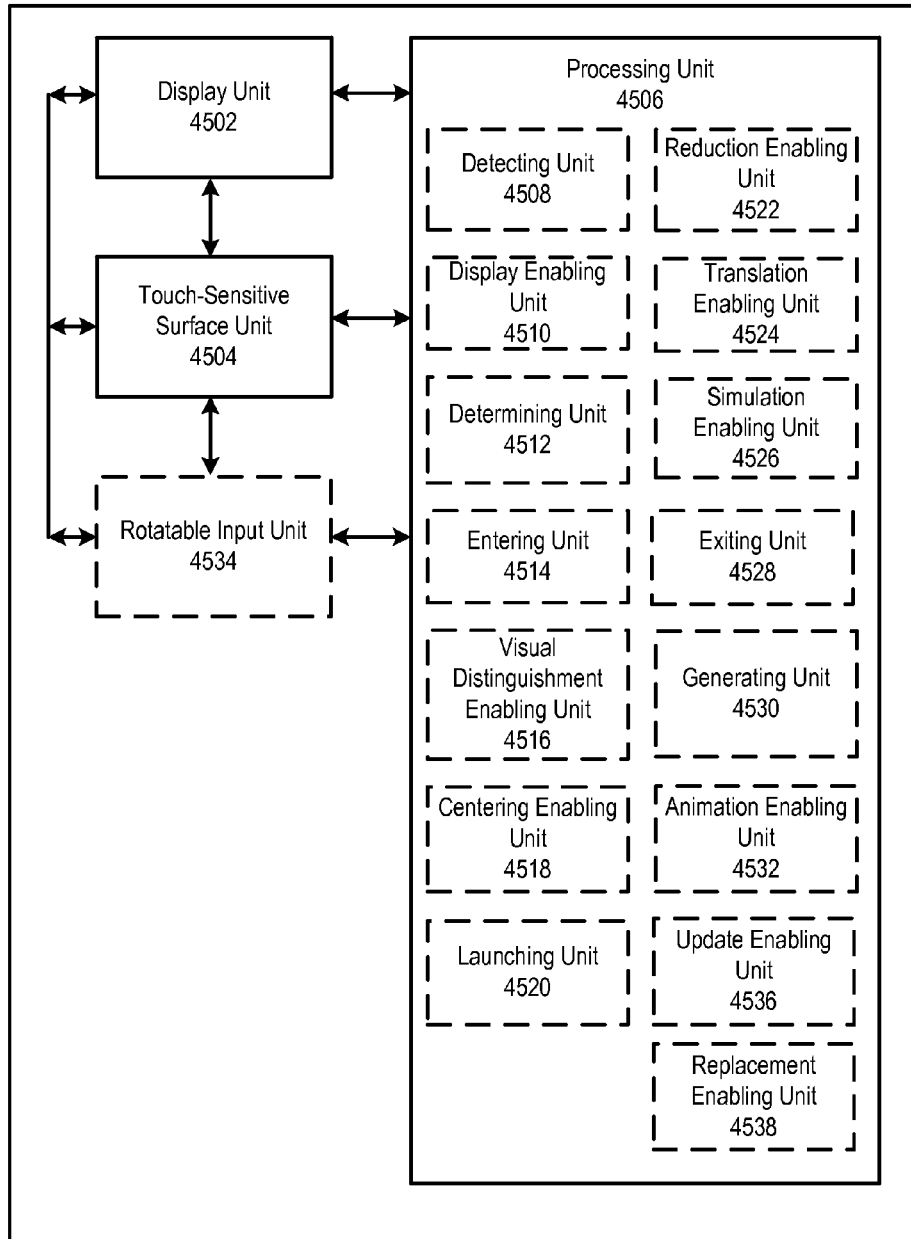 Display Unit
4502
Touch-Sensitive
Surface Unit
4504
Rotatable Input Unit
4534
Processing Unit
4506
Detecting Unit
4508
Reduction Enabling
Unit
4522
Display Enabling
Unit
4510
Translation
Enabling Unit
4524
Determining Unit
4512
Simulation
Enabling Unit
4526
Entering Unit
4514
Exiting Unit
4528
Visual
Distinguishment
Enabling Unit
4516
Generating Unit
4530
Centering Enabling
Unit
4518
Animation Enabling
Unit
4532
Launching Unit
4520
Update Enabling
Unit
4536
Replacement
Enabling Unit
4538